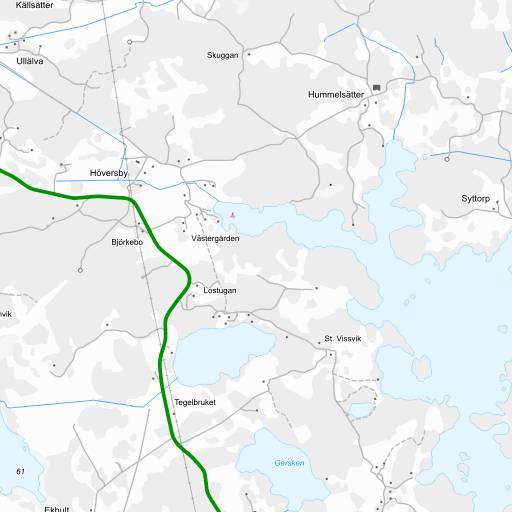 Källsätter
Skuggan
Ullälva
Hummelsätter
Höversby
Syttorp
Björkebo
Västergården
Lostugan
St. Vissvik
Tegelbruket
Gersken
61
Ekhult